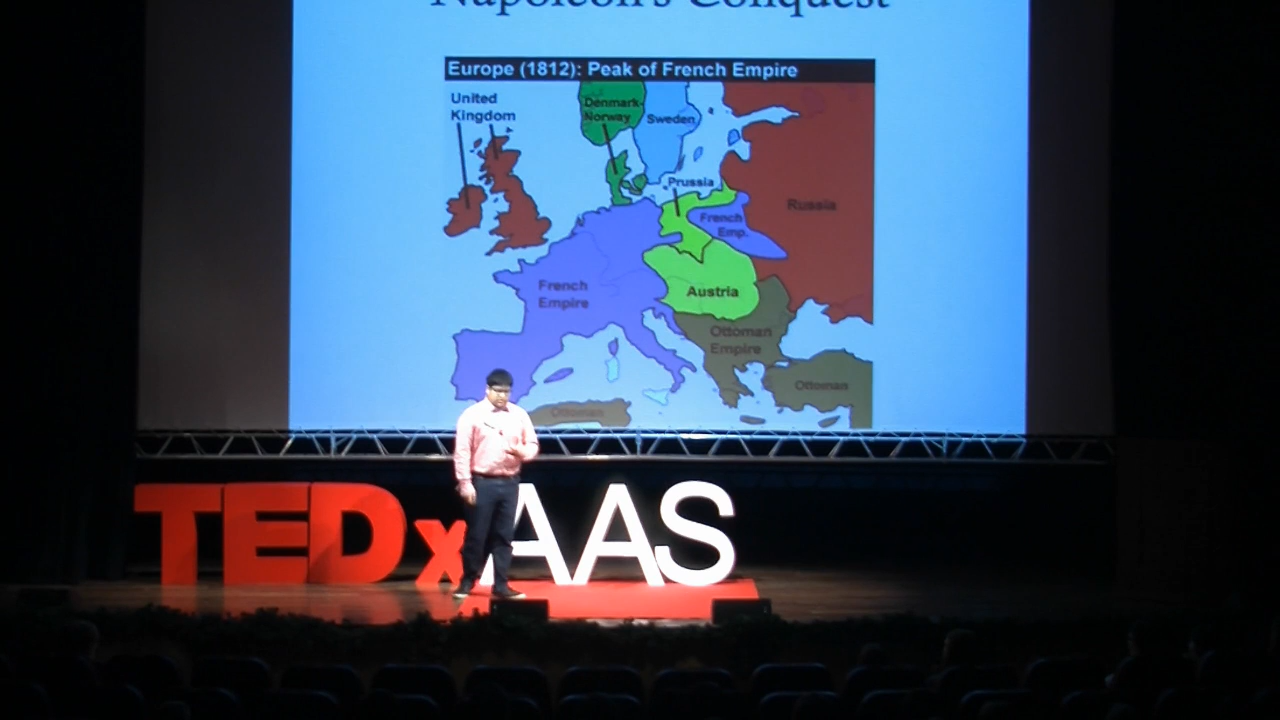 Napoleon's Conquest
Europe (1812): Peak of French Empire
United
Kingdom
Denmark-
Norway
Sweden
Prussia
Russia
French
Emp.
French
Empire
Austria
Ottoman
Empire
Ottoman
Ottoman
TEDxAAS